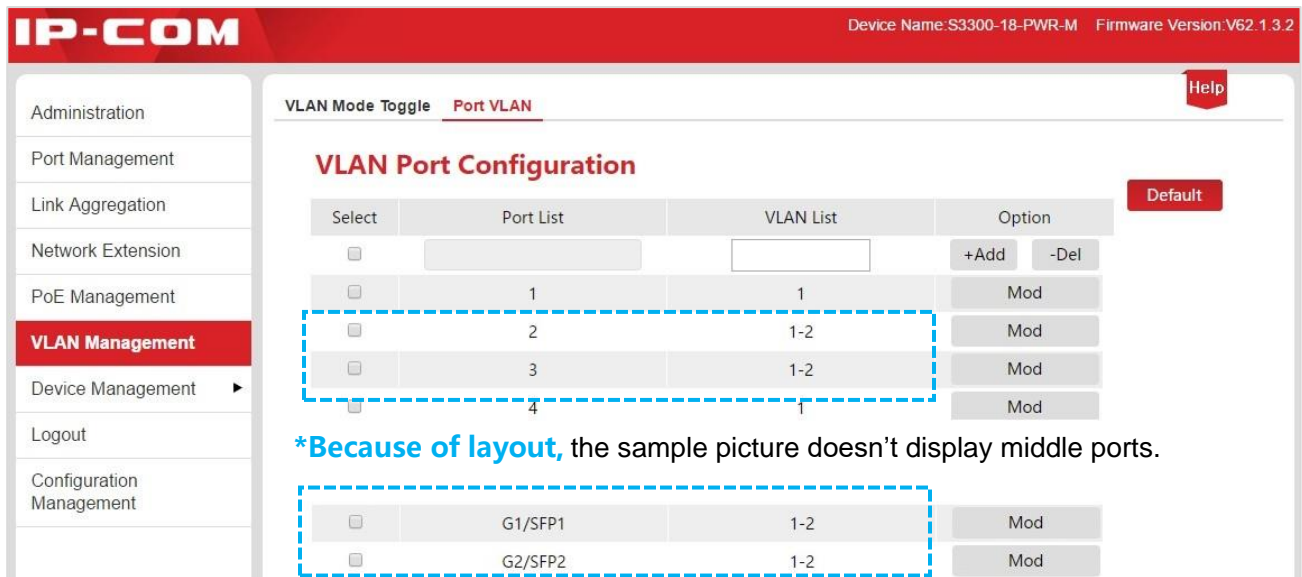 IP-COM
Device Name:S3300-18-PWR-M Firmware Version:V62.1.3.2
Help
Administration
Port Management
Link Aggregation
Network Extension
PoE Management
VLAN Management
Device Management
Logout
Configuration
Management
VLAN Mode Toggle Port VLAN
VLAN Port Configuration
Default
Select Port List VLAN List Option
+Add -Del
1 1 Mod
2 1-2 Mod
3 1-2 Mod
4 1 Mod
*Because of layout, the sample picture doesn’t display middle ports.
G1/SFP1 1-2 Mod
G2/SFP2 1-2 Mod